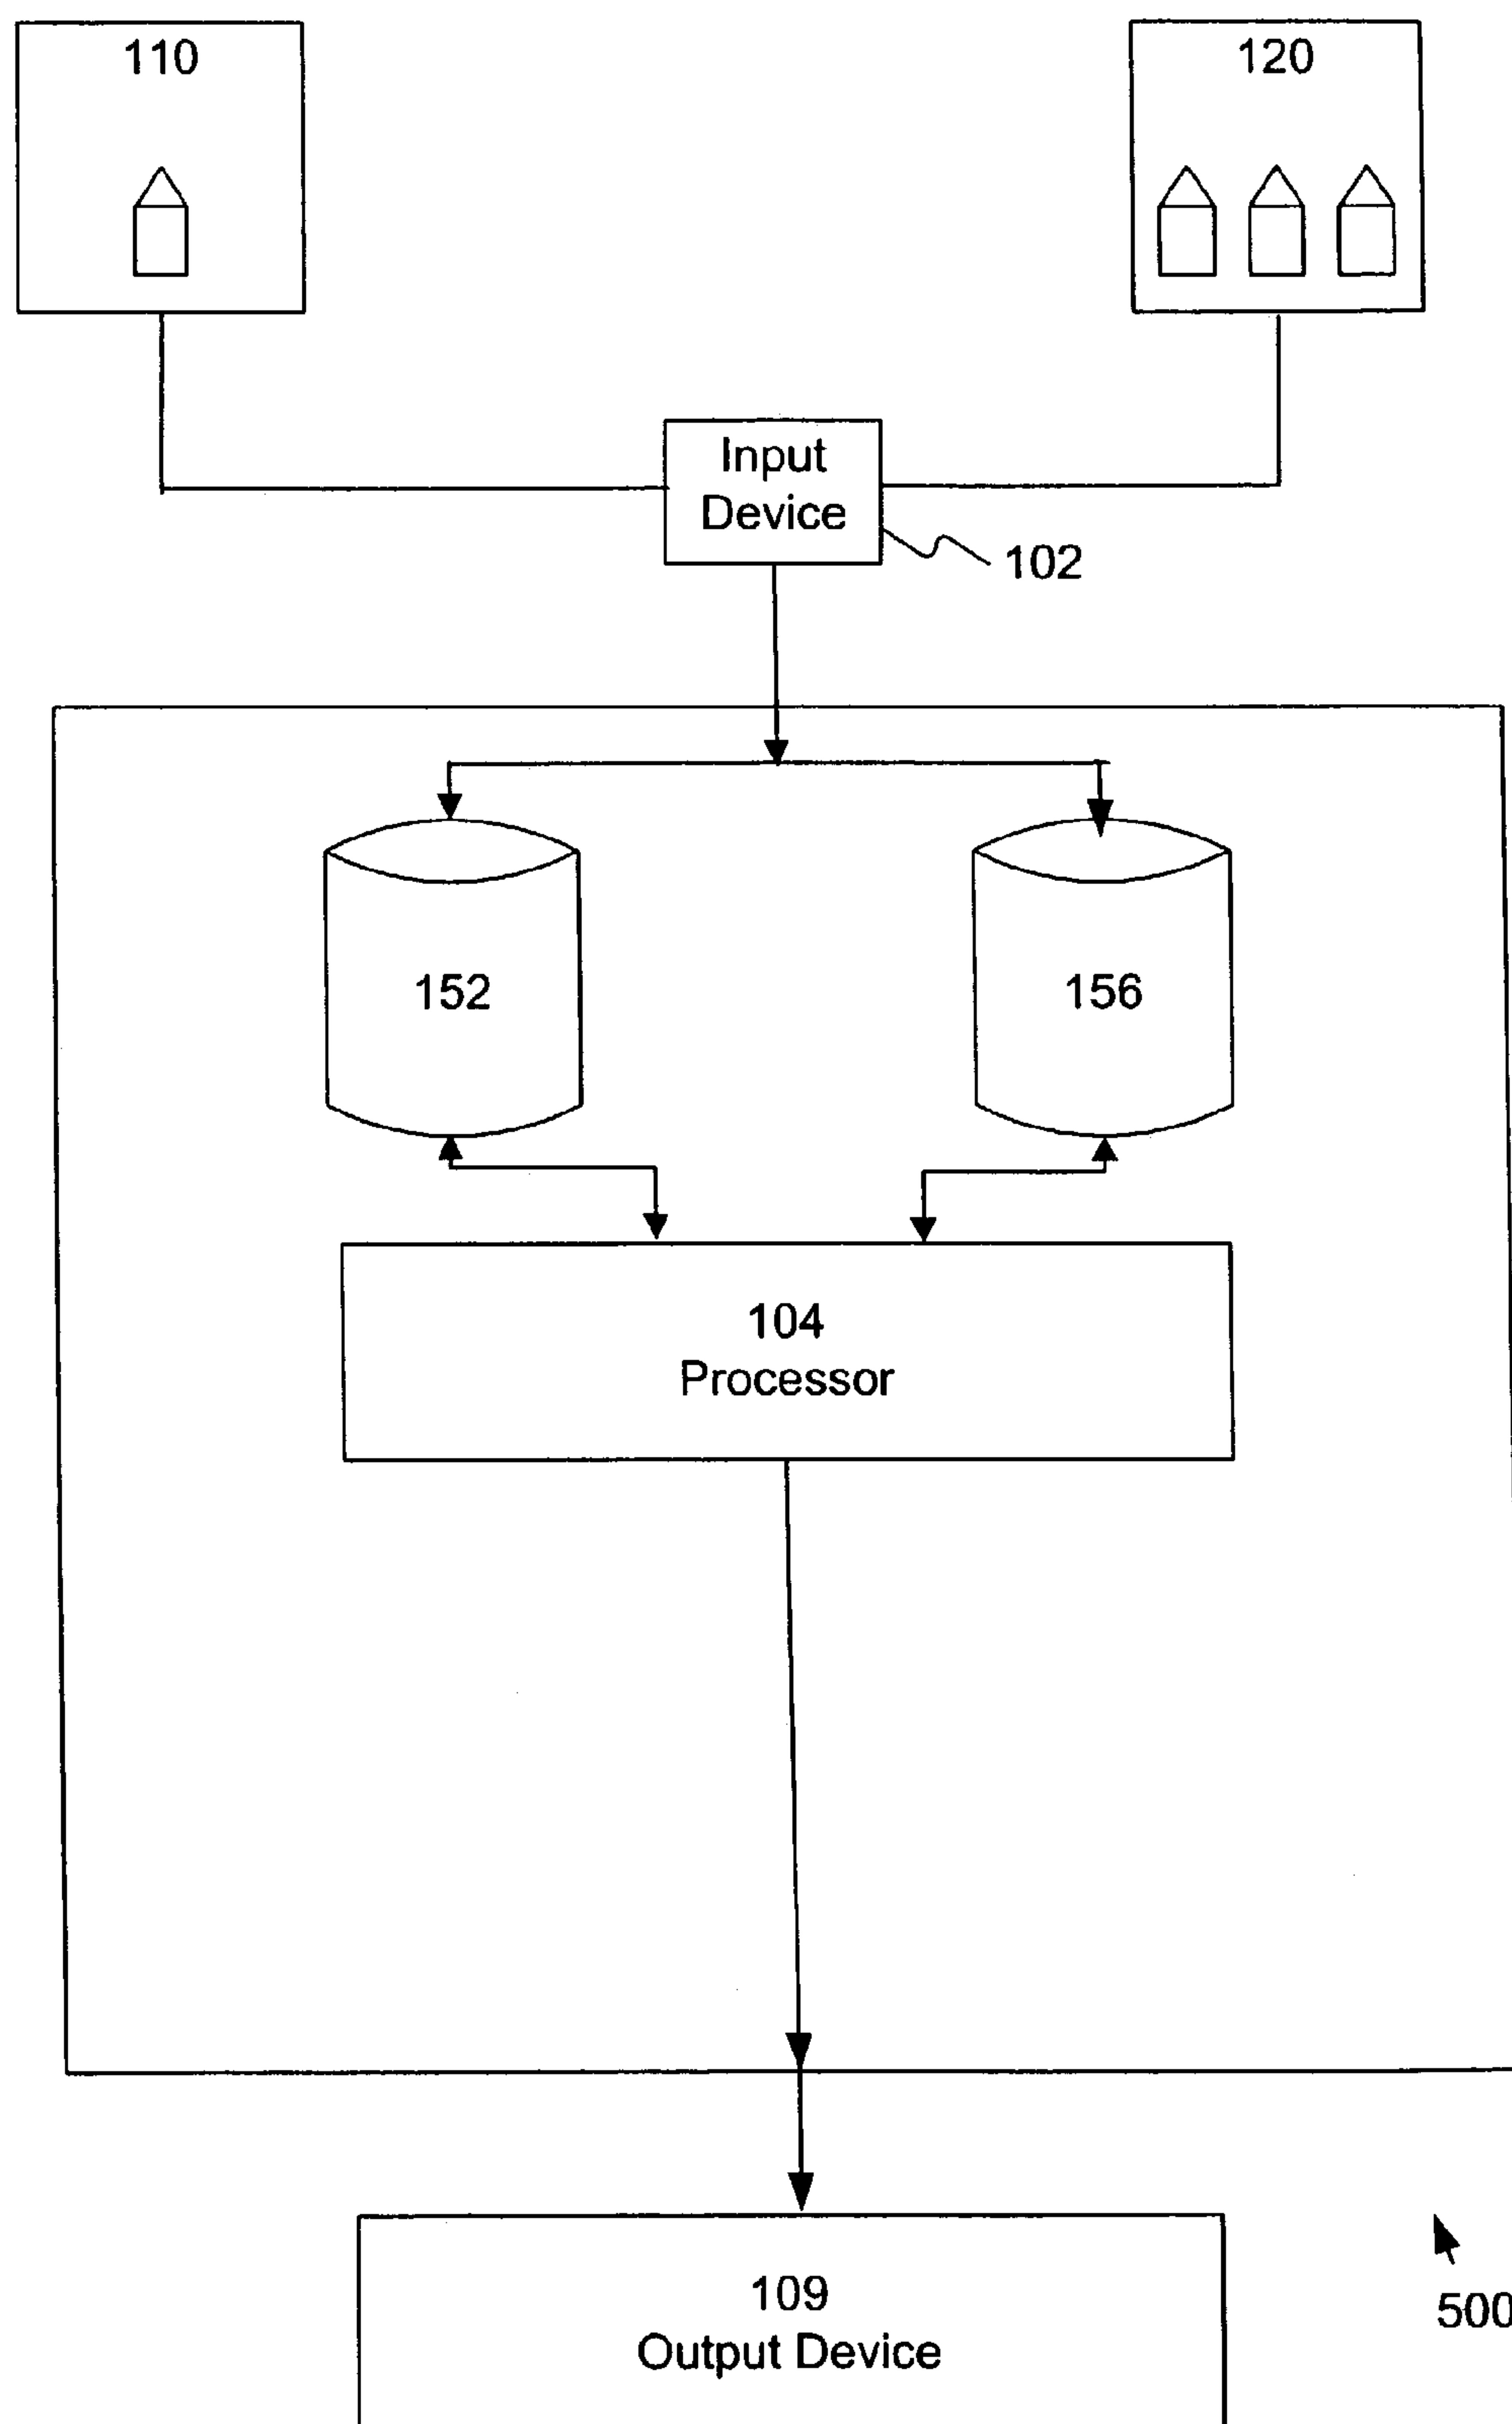 110
120
Input
Device
102
152
156
104
Processor
109
Output Device
500